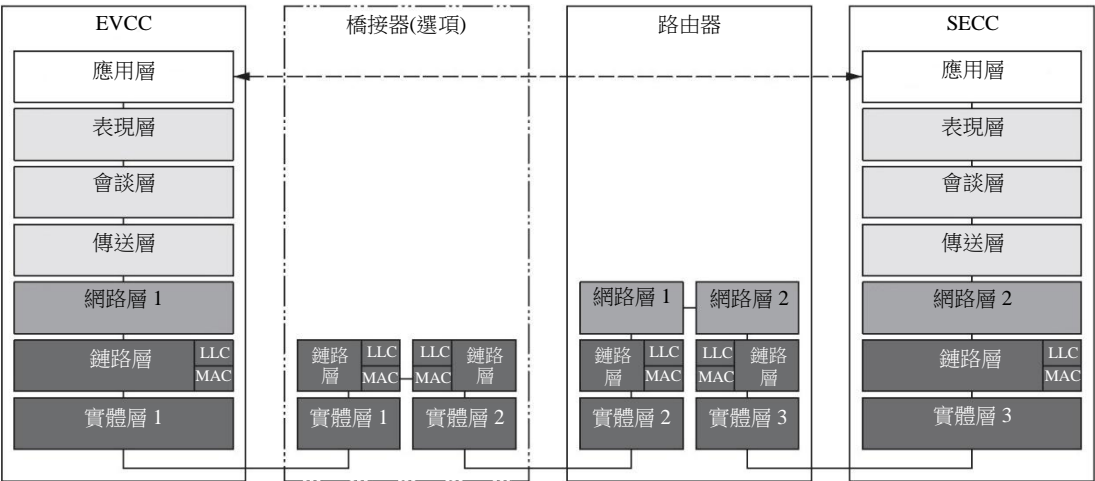 EVCC
應用層
表現層
會談層
傳送層
網路層 1
鏈路層
LLC
MAC
實體層 1
橋接器(選項)
鏈路
層
LLC
MAC
LLC
MAC
鏈路
層
實體層 1
實體層 2
路由器
網路層 1
網路層 2
鏈路
層
LLC
MAC
LLC
MAC
鏈路
層
實體層 2
實體層 3
SECC
應用層
表現層
會談層
傳送層
網路層 2
鏈路層
LLC
MAC
實體層 3